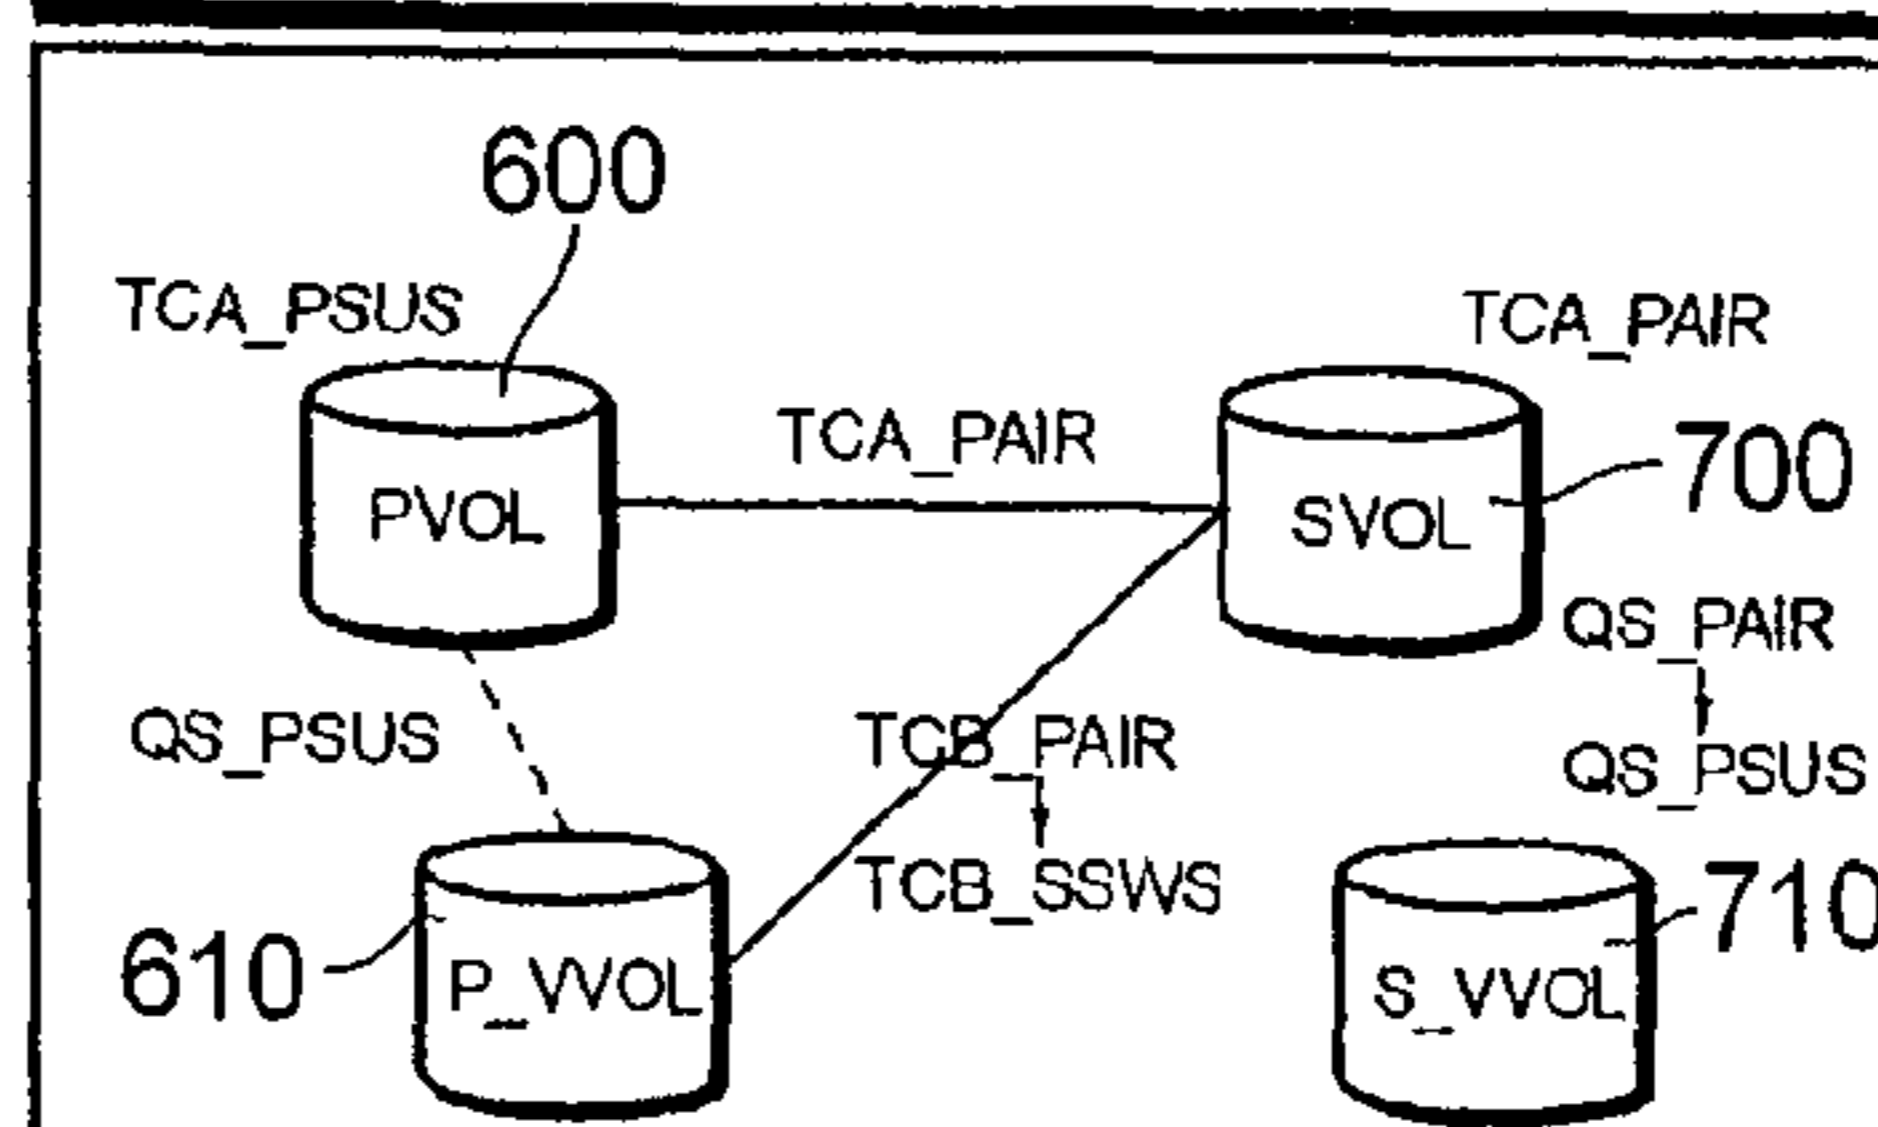 600
TCA_PSUS
TCA_PAIR
TCA_PAIR
700
PVOL
SVOL
QS_PAIR
QS_PSUS
TCB_PAIR
QS_PSUS
TCB_SSWS
710
610
P_VVOL
S_VVOL